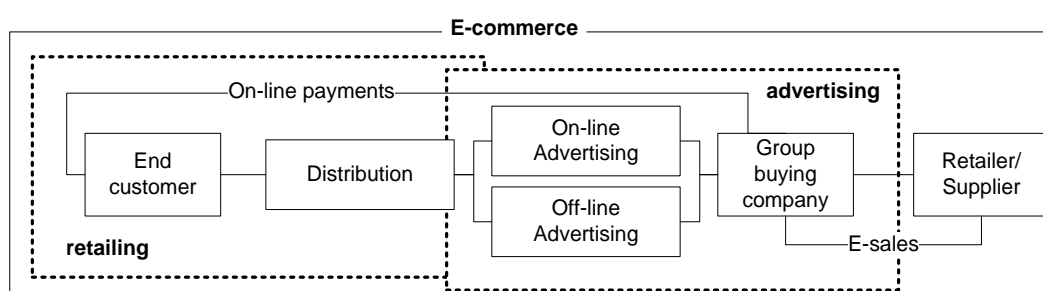 E-commerce
On-line payments
advertising
End
customer
Distribution
On-line
Advertising
Off-line
Advertising
Group
buying
company
Retailer/
Supplier
retailing
E-sales